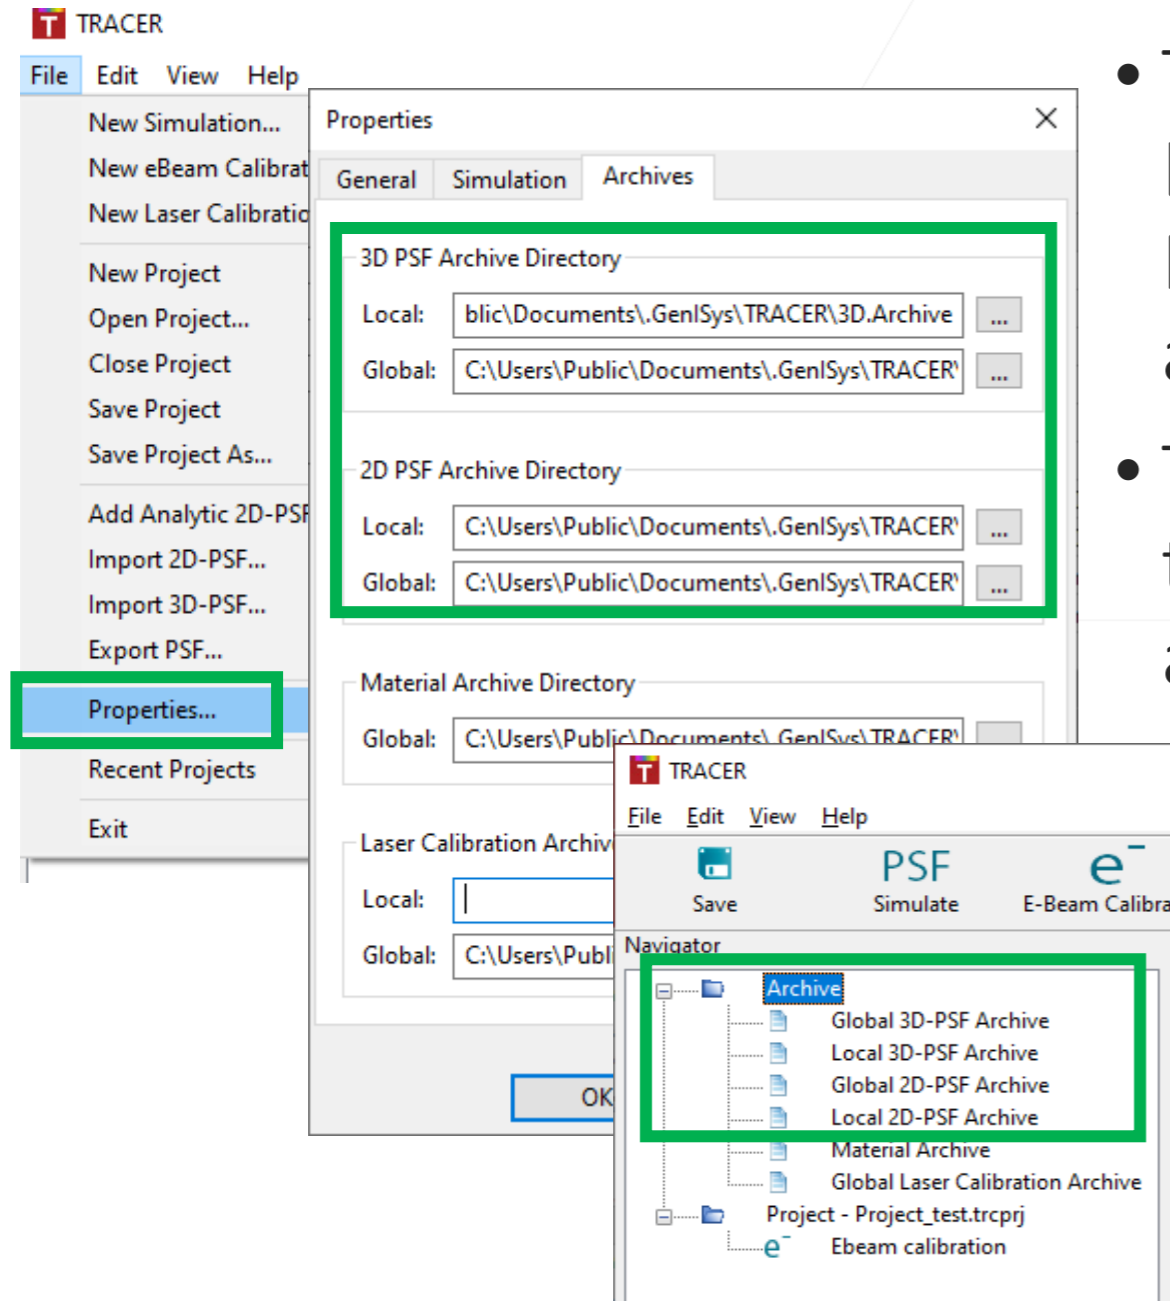 TRACER
File Edit View Help
New Simulation...
New eBeam Calibrat
New Laser Calibratio
New Project
Open Project...
Close Project
Save Project
Save Project As...
Add Analytic 2D-PSF
Import 2D-PSF...
Import 3D-PSF...
Export PSF...
Properties...
Recent Projects
Exit
Properties
General Simulation Archives
3D PSF Archive Directory
Local: blic\Documents\.GenISys\TRACER\3D.Archive ...
Global: C:\Users\Public\Documents\.GenISys\TRACER\ ...
2D PSF Archive Directory
Local: C:\Users\Public\Documents\.GenISys\TRACER\ ...
Global: C:\Users\Public\Documents\.GenISys\TRACER\ ...
Material Archive Directory
Global: C:\Users\Public\Documents\.GenISys\TRACER\
Laser Calibration Archiv
Local:
Global: C:\Users\Publi
OK
TRACER
File Edit View Help
PSF e-
Save Simulate E-Beam Calibra
Navigator
Archive
Global 3D-PSF Archive
Local 3D-PSF Archive
Global 2D-PSF Archive
Local 2D-PSF Archive
Material Archive
Global Laser Calibration Archive
Project - Project_test.trcprj
e- Ebeam calibration